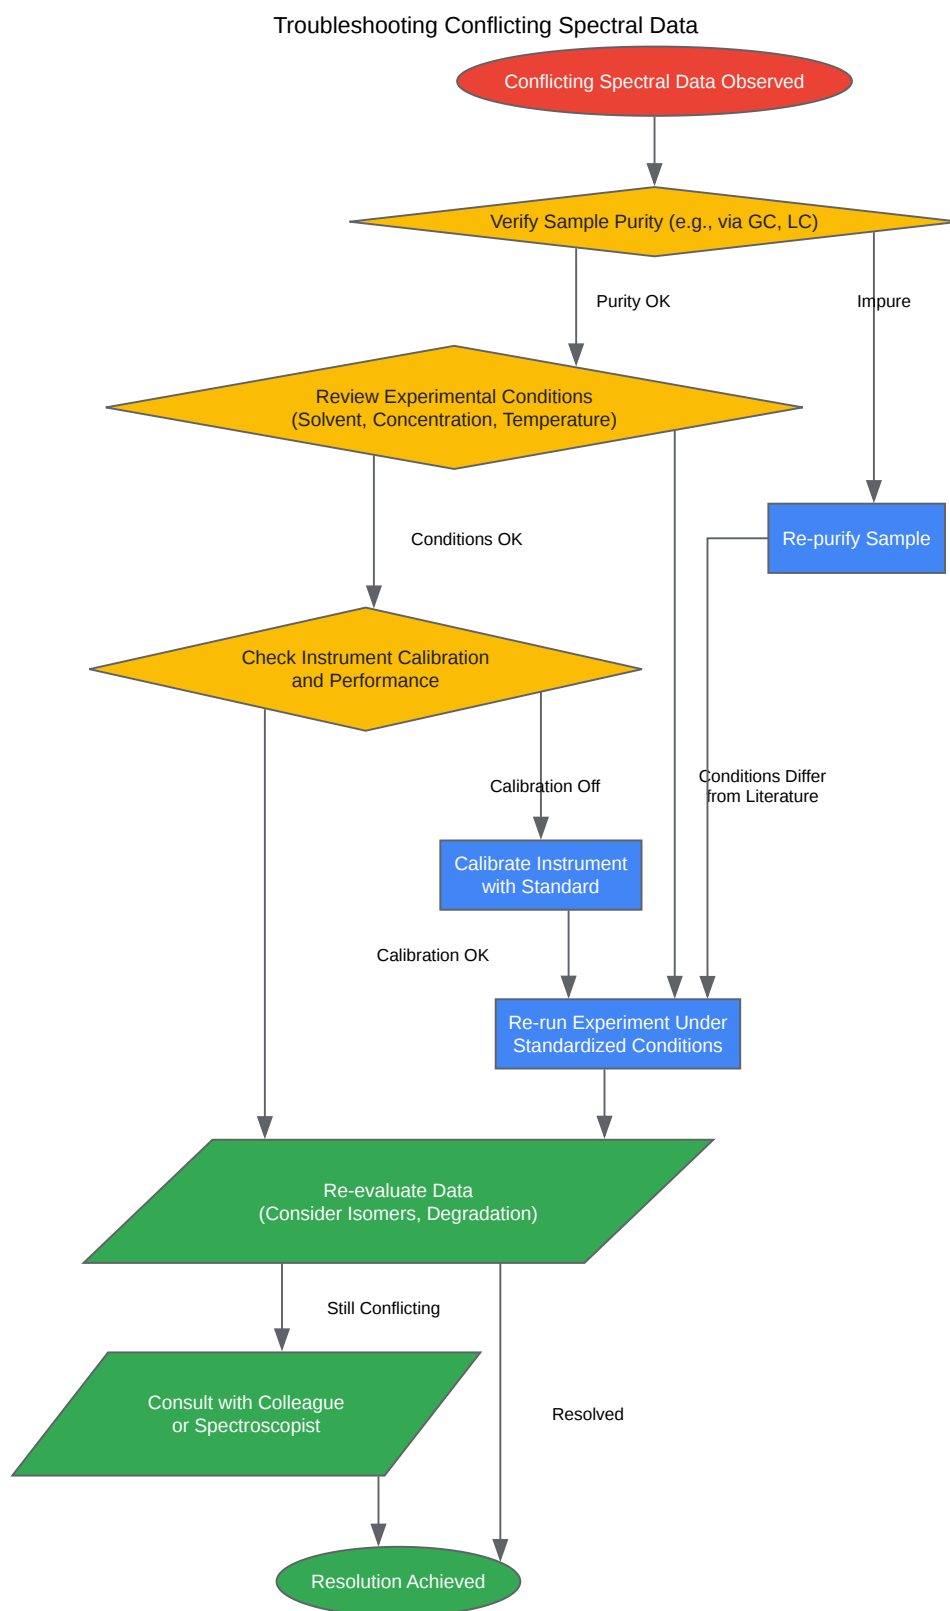 Troubleshooting Conflicting Spectral Data
Conflicting Spectral Data Observed
Verify Sample Purity (e.g., via GC, LC)
Purity OK
Impure
Review Experimental Conditions
(Solvent, Concentration, Temperature)
Conditions OK
Re-purify Sample
Check Instrument Calibration
and Performance
Calibration Off
Conditions Differ
from Literature
Calibrate Instrument
with Standard
Calibration OK
Re-run Experiment Under
Standardized Conditions
Re-evaluate Data
(Consider Isomers, Degradation)
Still Conflicting
Consult with Colleague
or Spectroscopist
Resolved
Resolution Achieved